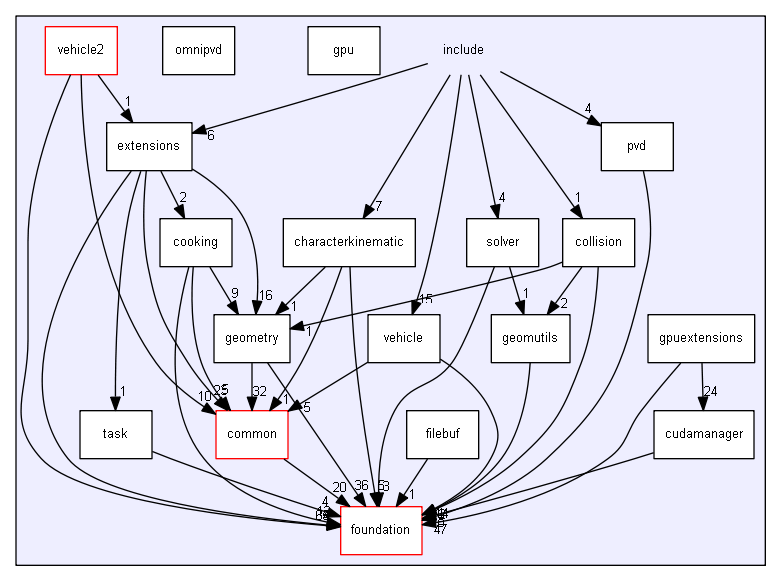 vehicle2
omnipvd
gpu
include
1
4
extensions
6
pvd
2
7
4
1
cooking
characterkinematic
solver
collision
9
16
1
1
15
1
2
geometry
vehicle
geomutils
gpuextensions
1
10
32
1
5
24
task
common
filebuf
cudamanager
4
20
36
3
1
foundation
47